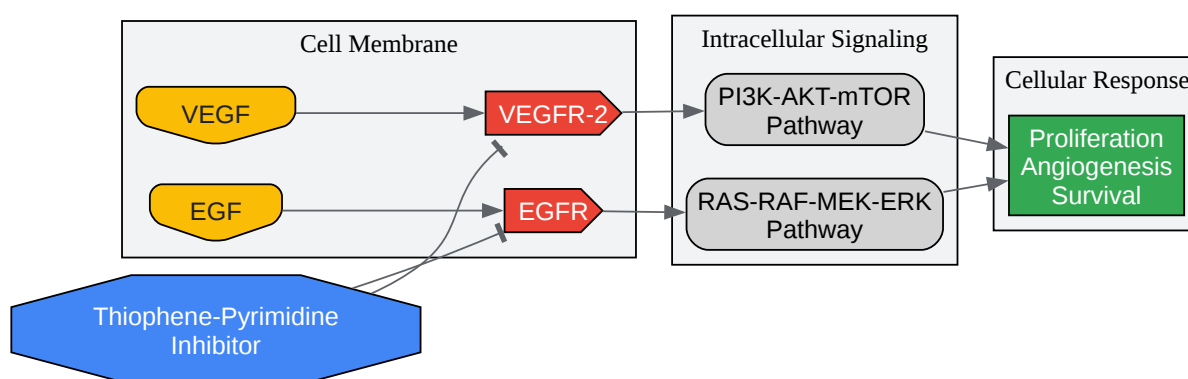 Cell Membrane
VEGF
VEGFR-2
EGF
EGFR
Thiophene-Pyrimidine
Inhibitor
Intracellular Signaling
PI3K-AKT-mTOR
Pathway
RAS-RAF-MEK-ERK
Pathway
Cellular Response
Proliferation
Angiogenesis
Survival